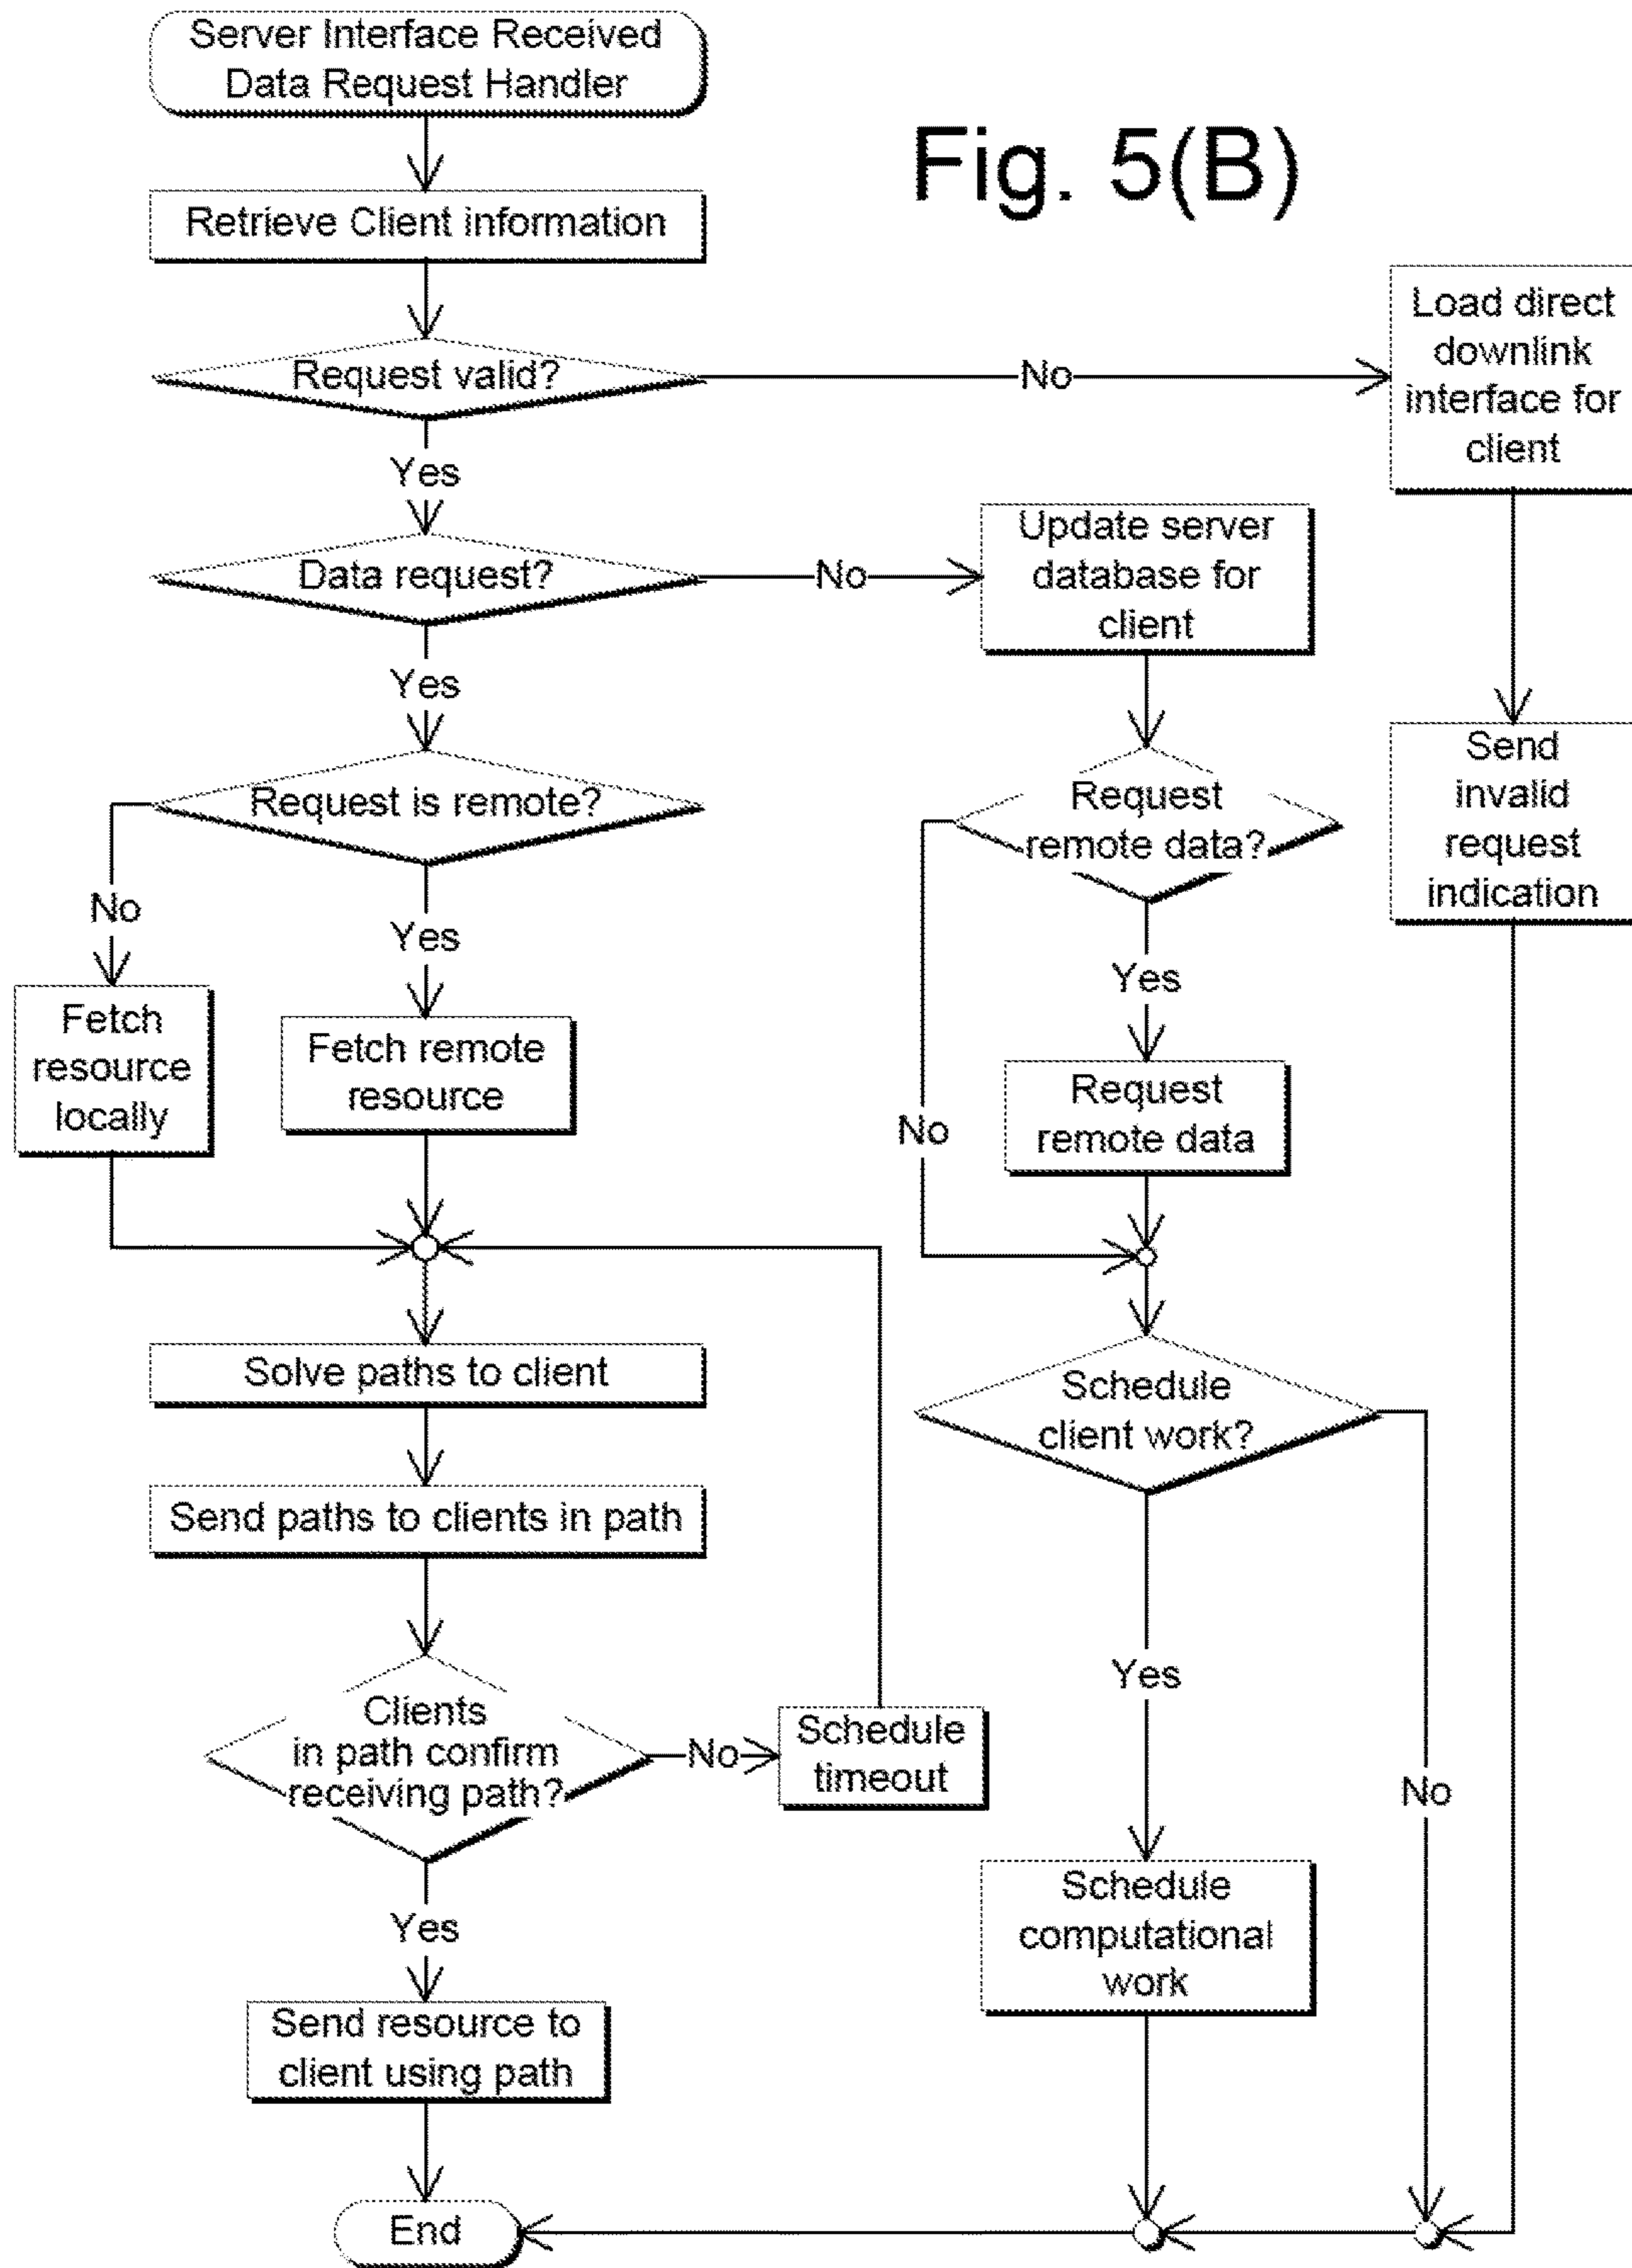 Server Interface Received
Data Request Handler
Fig. 5(B)
Retrieve Client information
Request valid?
No
Load direct
downlink
interface for
client
Yes
Data request?
No
Update server
database for
client
Yes
Request is remote?
Request
remote data?
Send
invalid
request
indication
No
Yes
Yes
Fetch
resource
locally
Fetch remote
resource
Request
remote data
No
Solve paths to client
Schedule
client work?
Send paths to clients in path
Yes
Clients
in path confirm
receiving path?
No
Schedule
timeout
No
Yes
Schedule
computational
work
Send resource to
client using path
End